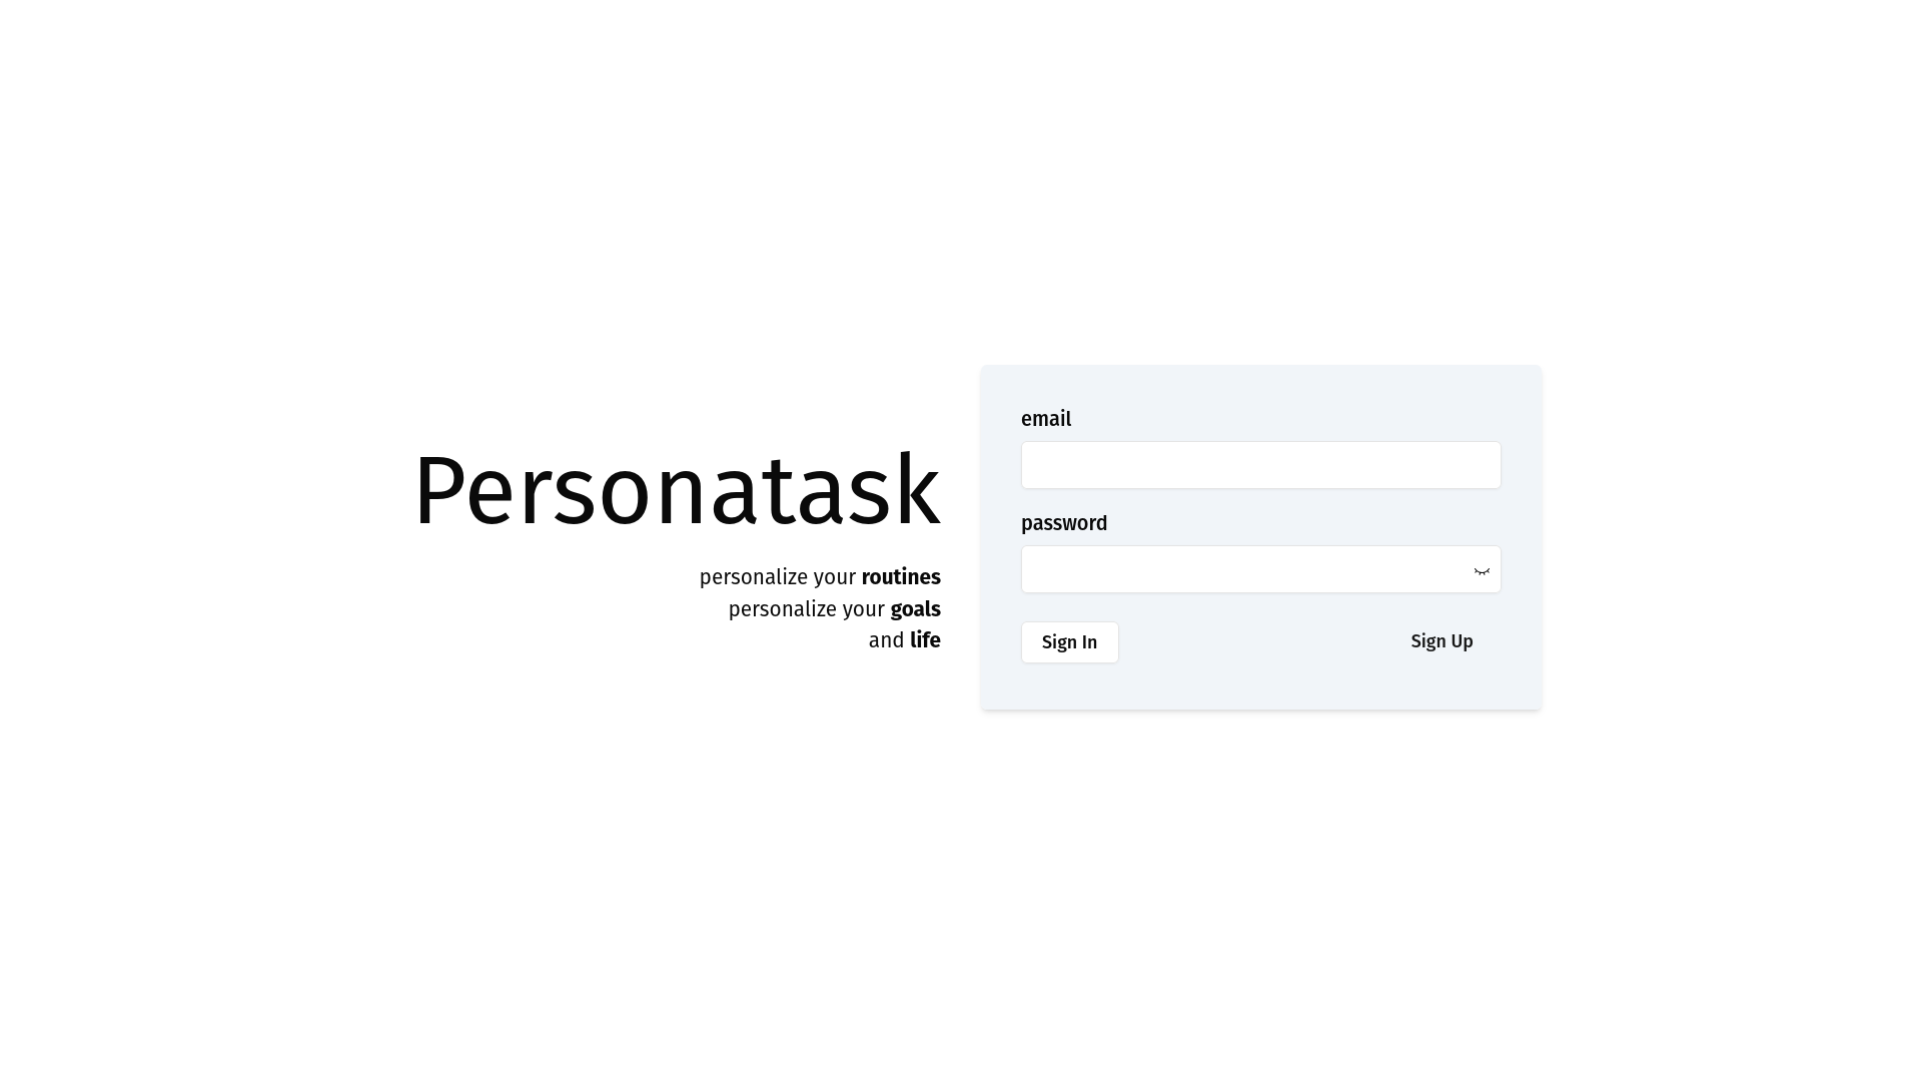 Personatask
personalize your routines
personalize your goals
and life
email
password
Sign In
Sign Up